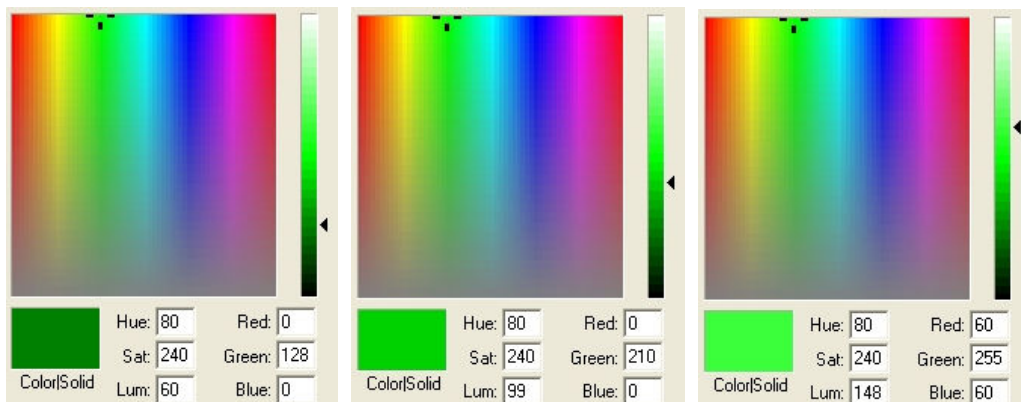 Hue: 80 Red: 0
Sat: 240 Green: 128
Color|Solid
Lum: 60 Blue: 0
Hue: 80 Red: 0
Sat: 240 Green: 210
Color|Solid
Lum: 99 Blue: 0
Hue: 80 Red: 60
Sat: 240 Green: 255
Color|Solid
Lum: 148 Blue: 60